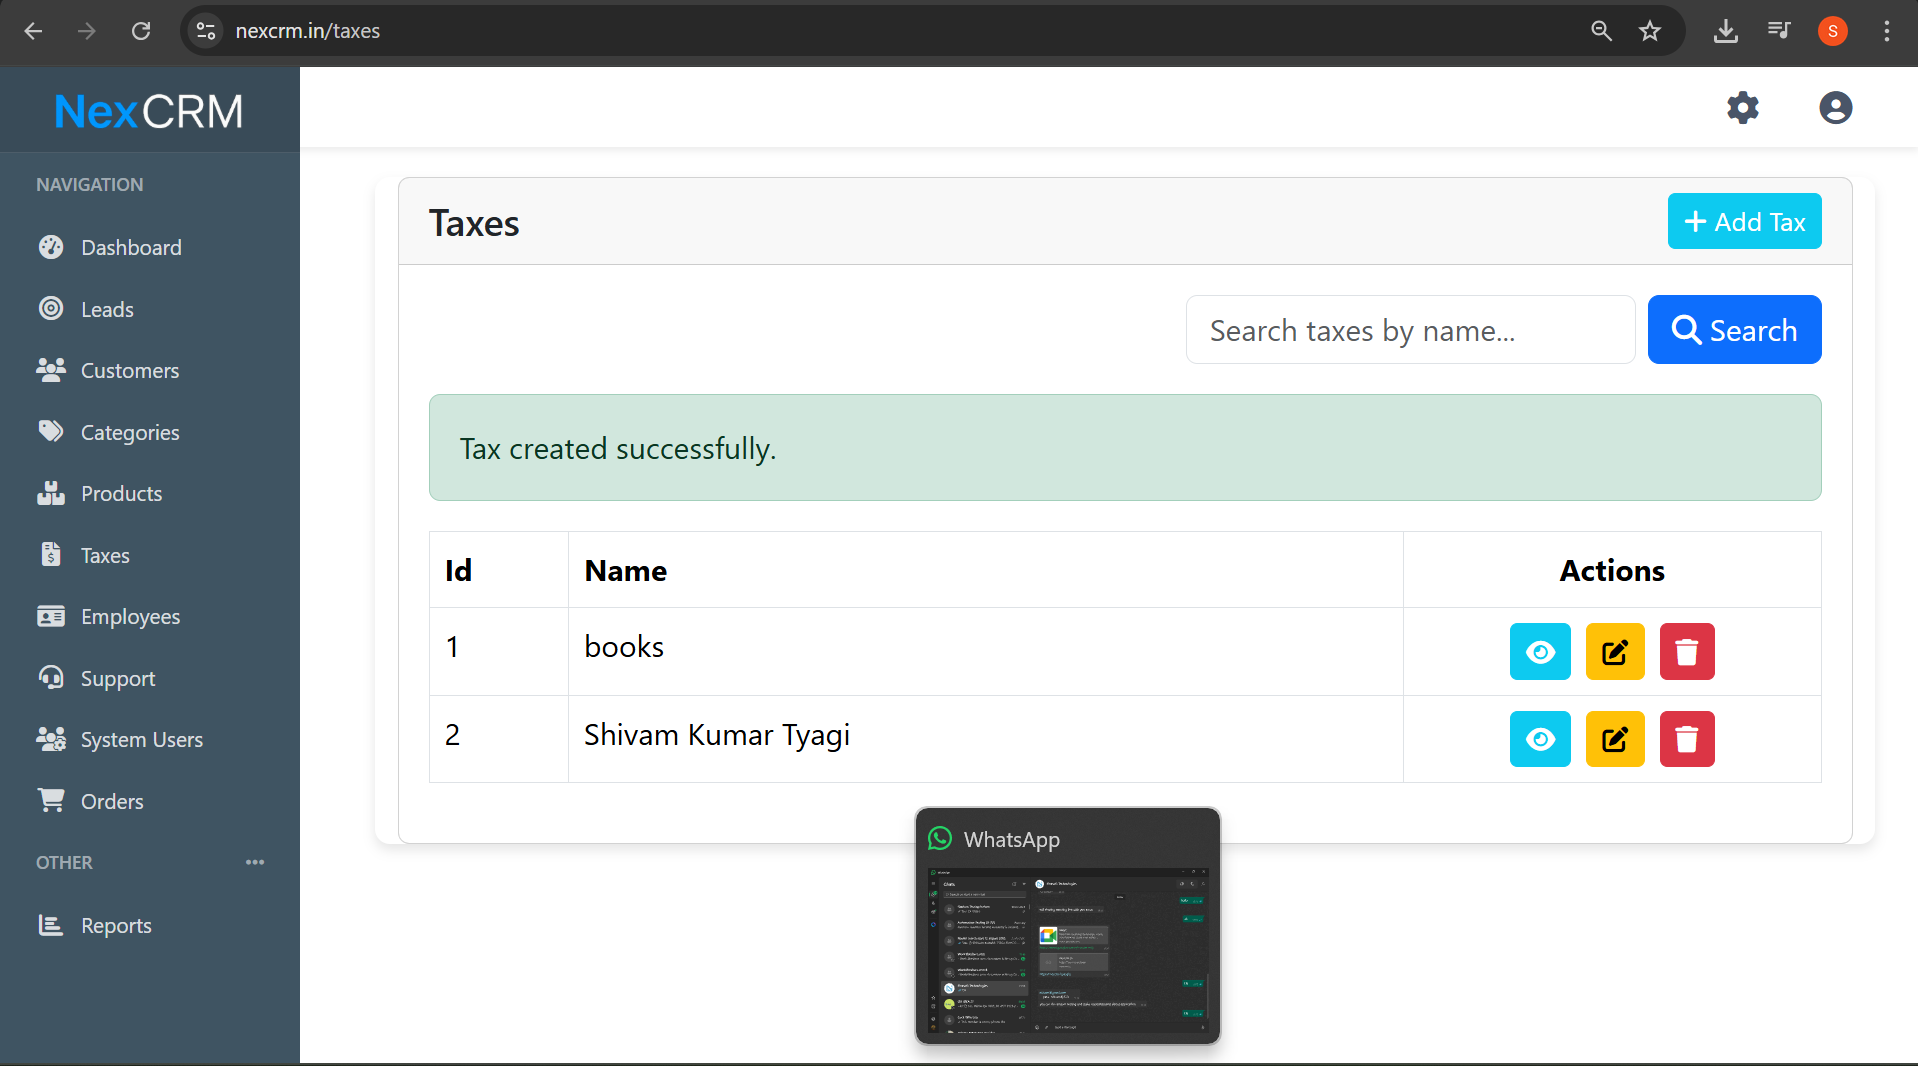 nexcrm.in/taxes
S
NexCRM
NAVIGATION
Dashboard
Leads
Customers
Categories
Products
Taxes
Employees
Support
System Users
Orders
OTHER
Reports
Taxes
+ Add Tax
Search taxes by name...
Search
Tax created successfully.
Id Name Actions
1 books
2 Shivam Kumar Tyagi
WhatsApp
Chats